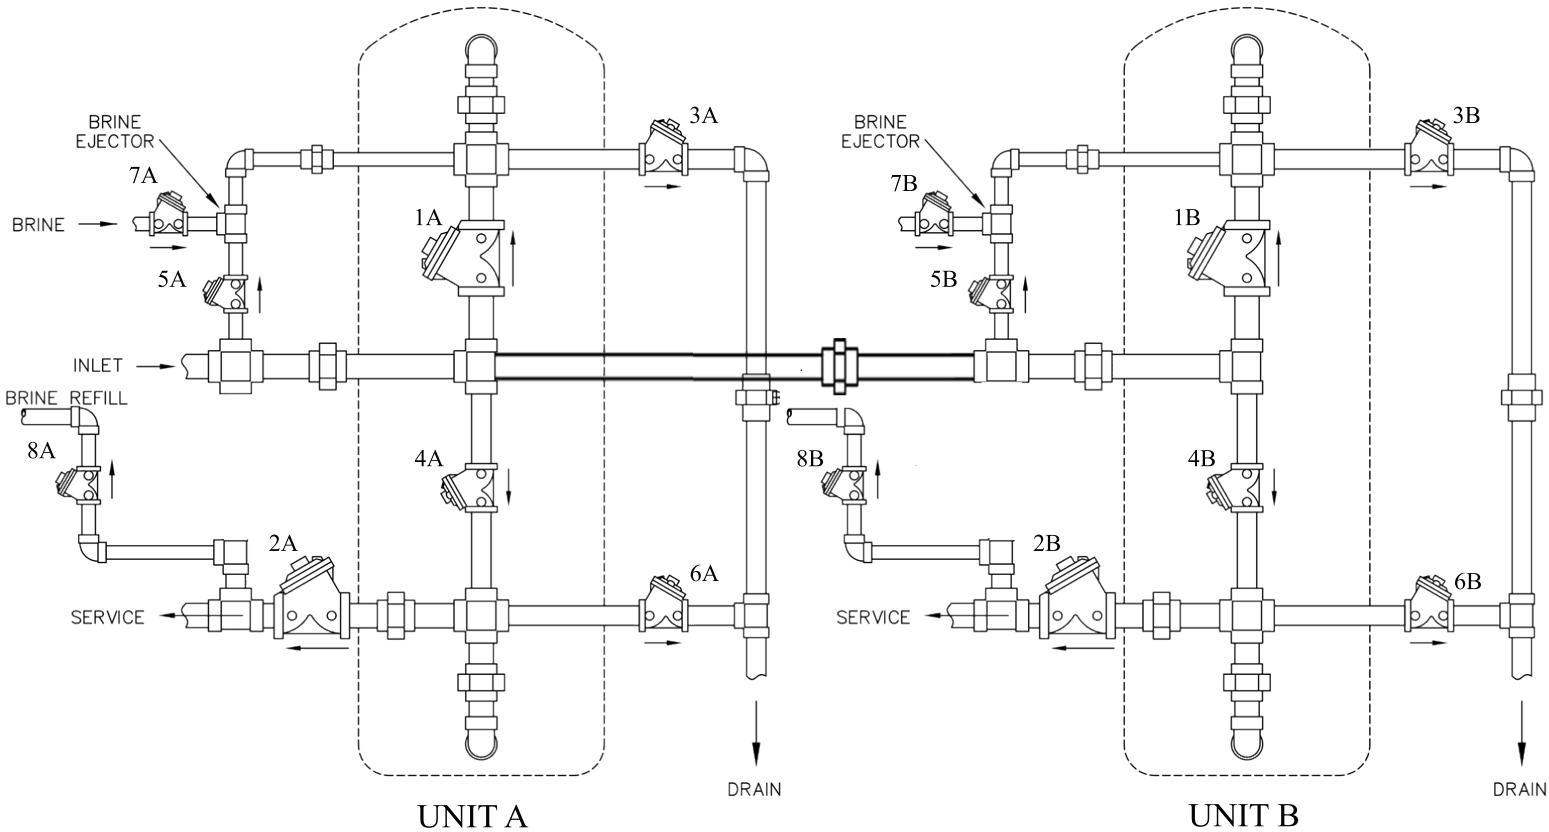 3A
3B
BRINE
EJECTOR
BRINE
EJECTOR
7A
7B
1A
1B
BRINE
5A
5B
INLET
BRINE REFILL
8A
4A
8B
4B
2A
2B
6A
6B
SERVICE
SERVICE
DRAIN
DRAIN
UNIT A
UNIT B